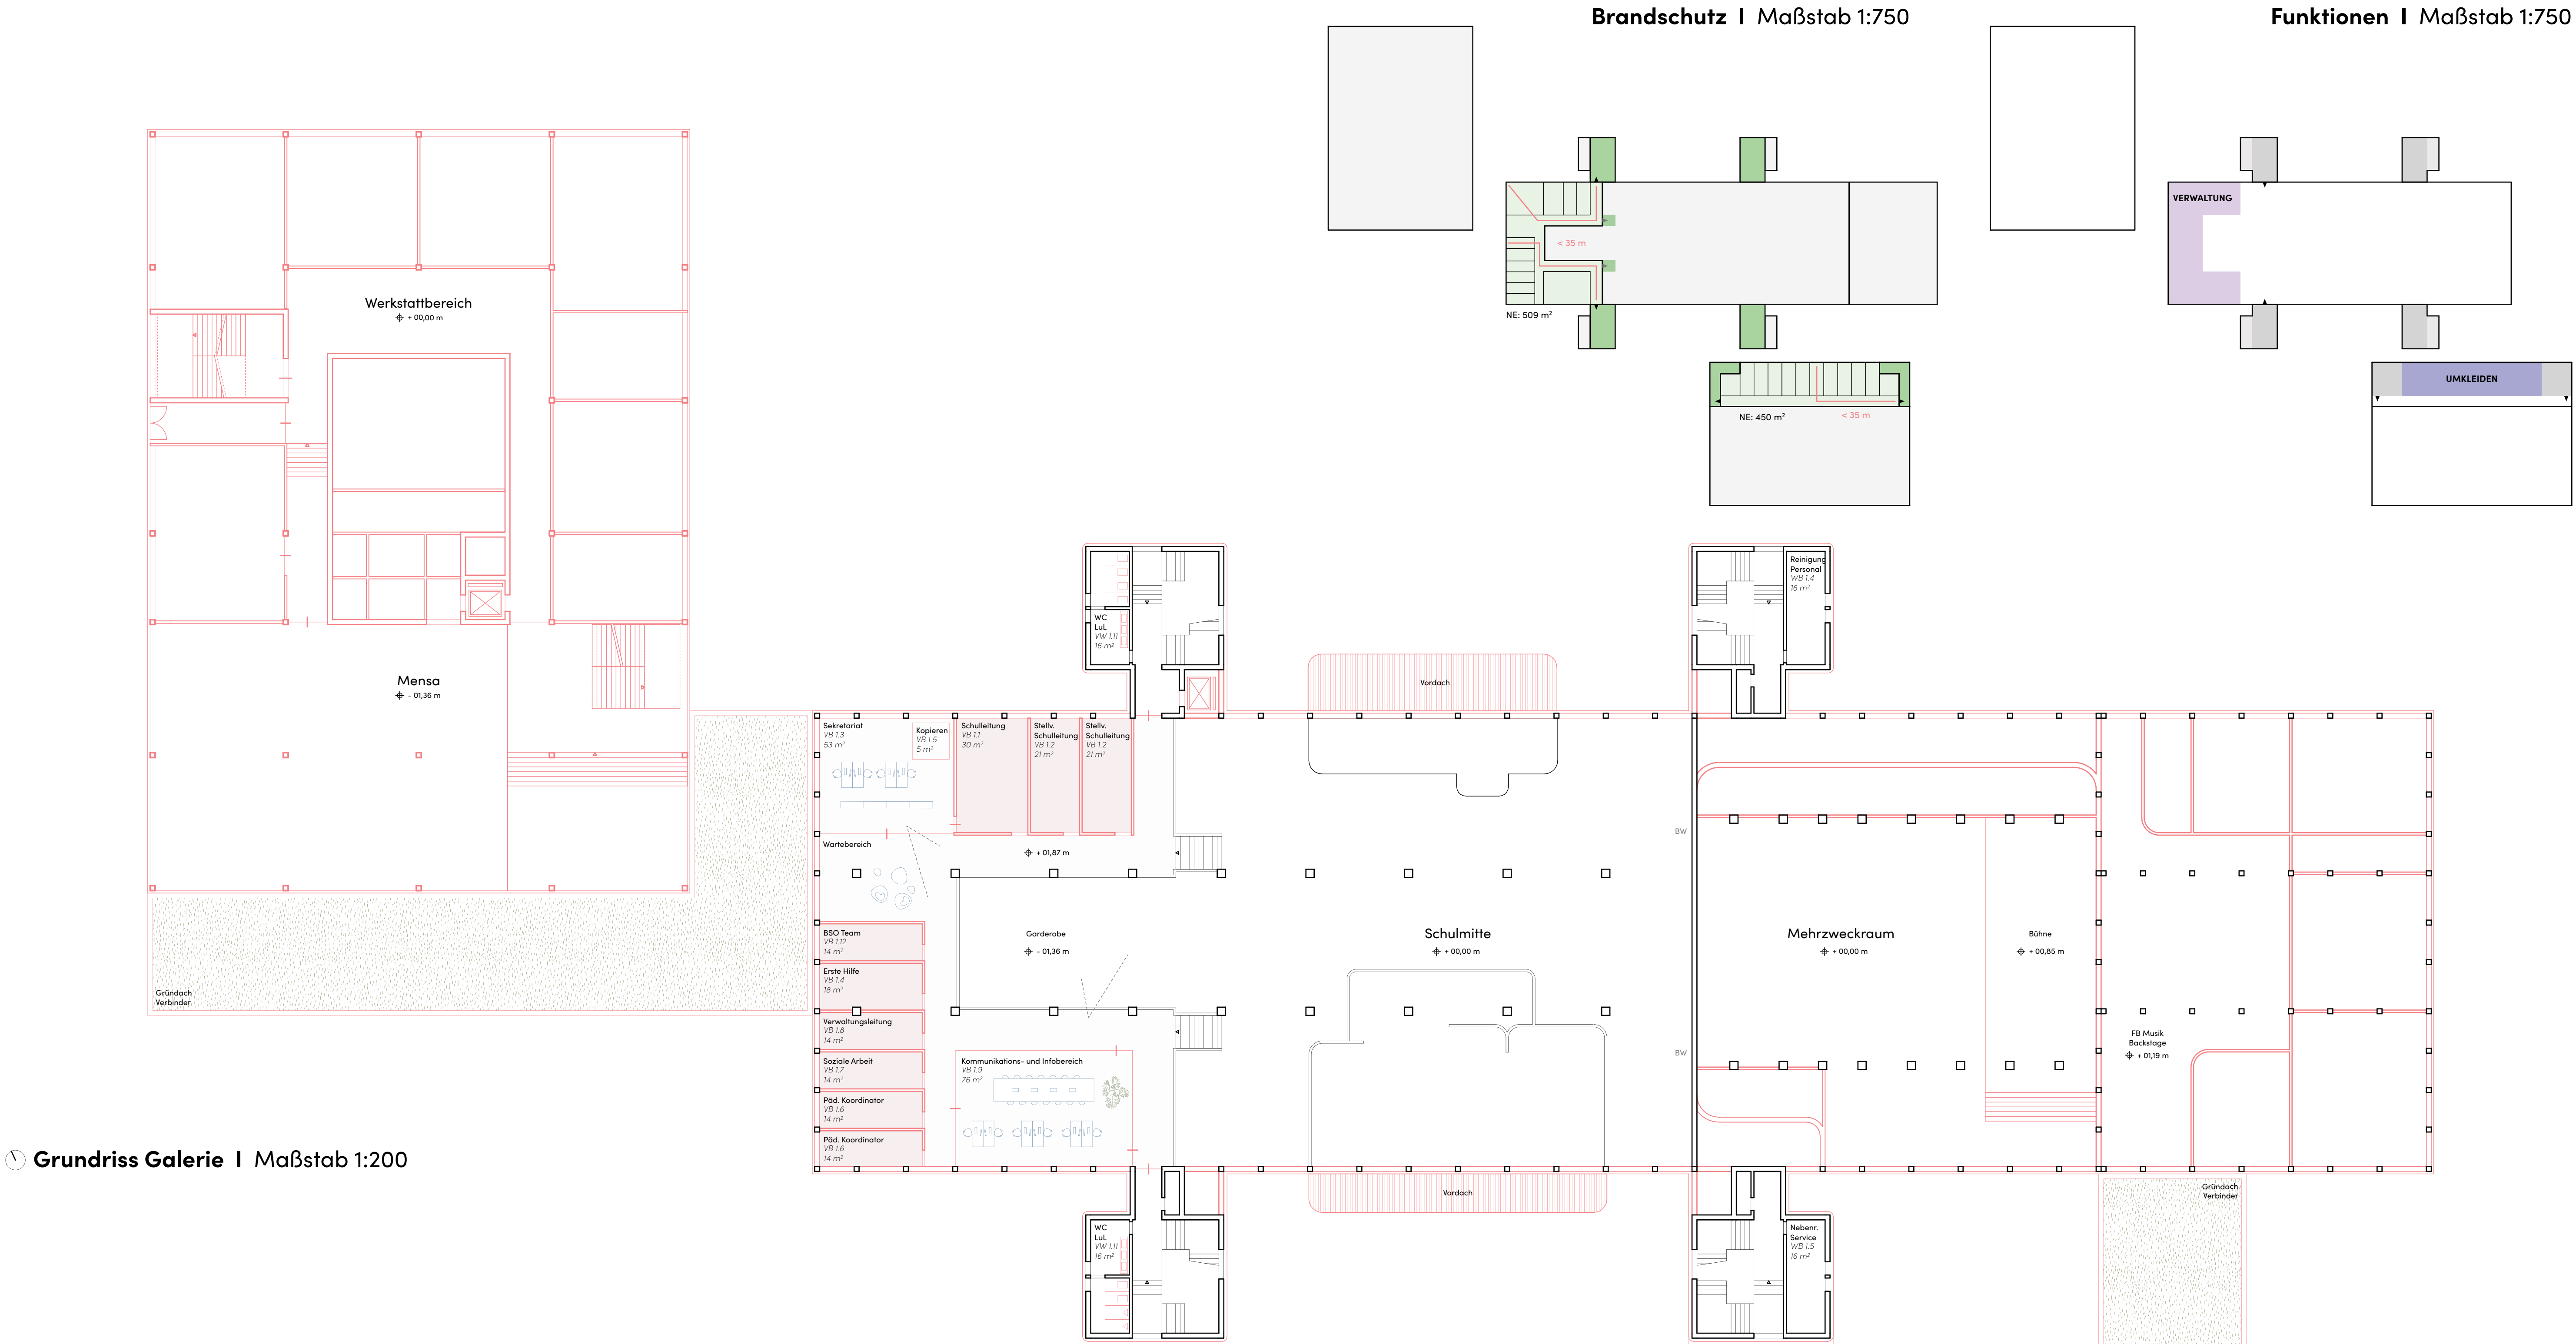 Brandschutz I Maßstab 1:750
Funktionen I Maßstab 1:750
VERWALTUNG
< 35 m
NE: 509 m²
UMKLEIDEN
NE: 450 m²
< 35 m
Werkstattbereich
+ 00,00 m
Mensa
- 01,36 m
Gründach
Verbinder
WC
LuL
VW 1.11
16 m²
Reinigung
Personal
WB 1.4
16 m²
Vordach
Sekretariat
VB 1.3
53 m²
Kopieren
VB 1.5
5 m²
Schulleitung
VB 1.1
30 m²
Stellv.
Schulleitung
VB 1.2
21 m²
Stellv.
Schulleitung
VB 1.2
21 m²
Wartebereich
+ 01,87 m
BW
BSO Team
VB 1.12
14 m²
Erste Hilfe
VB 1.4
18 m²
Verwaltungsleitung
VB 1.8
14 m²
Soziale Arbeit
VB 1.7
14 m²
Päd. Koordinator
VB 1.6
14 m²
Päd. Koordinator
VB 1.6
14 m²
Garderobe
- 01,36 m
Schulmitte
+ 00,00 m
Mehrzweckraum
+ 00,00 m
Bühne
+ 00,85 m
Kommunikations- und Infobereich
VB 1.9
76 m²
BW
FB Musik
Backstage
+ 01,19 m
Grundriss Galerie I Maßstab 1:200
Vordach
Gründach
Verbinder
WC
LuL
VW 1.11
16 m²
Nebenr.
Service
WB 1.5
16 m²